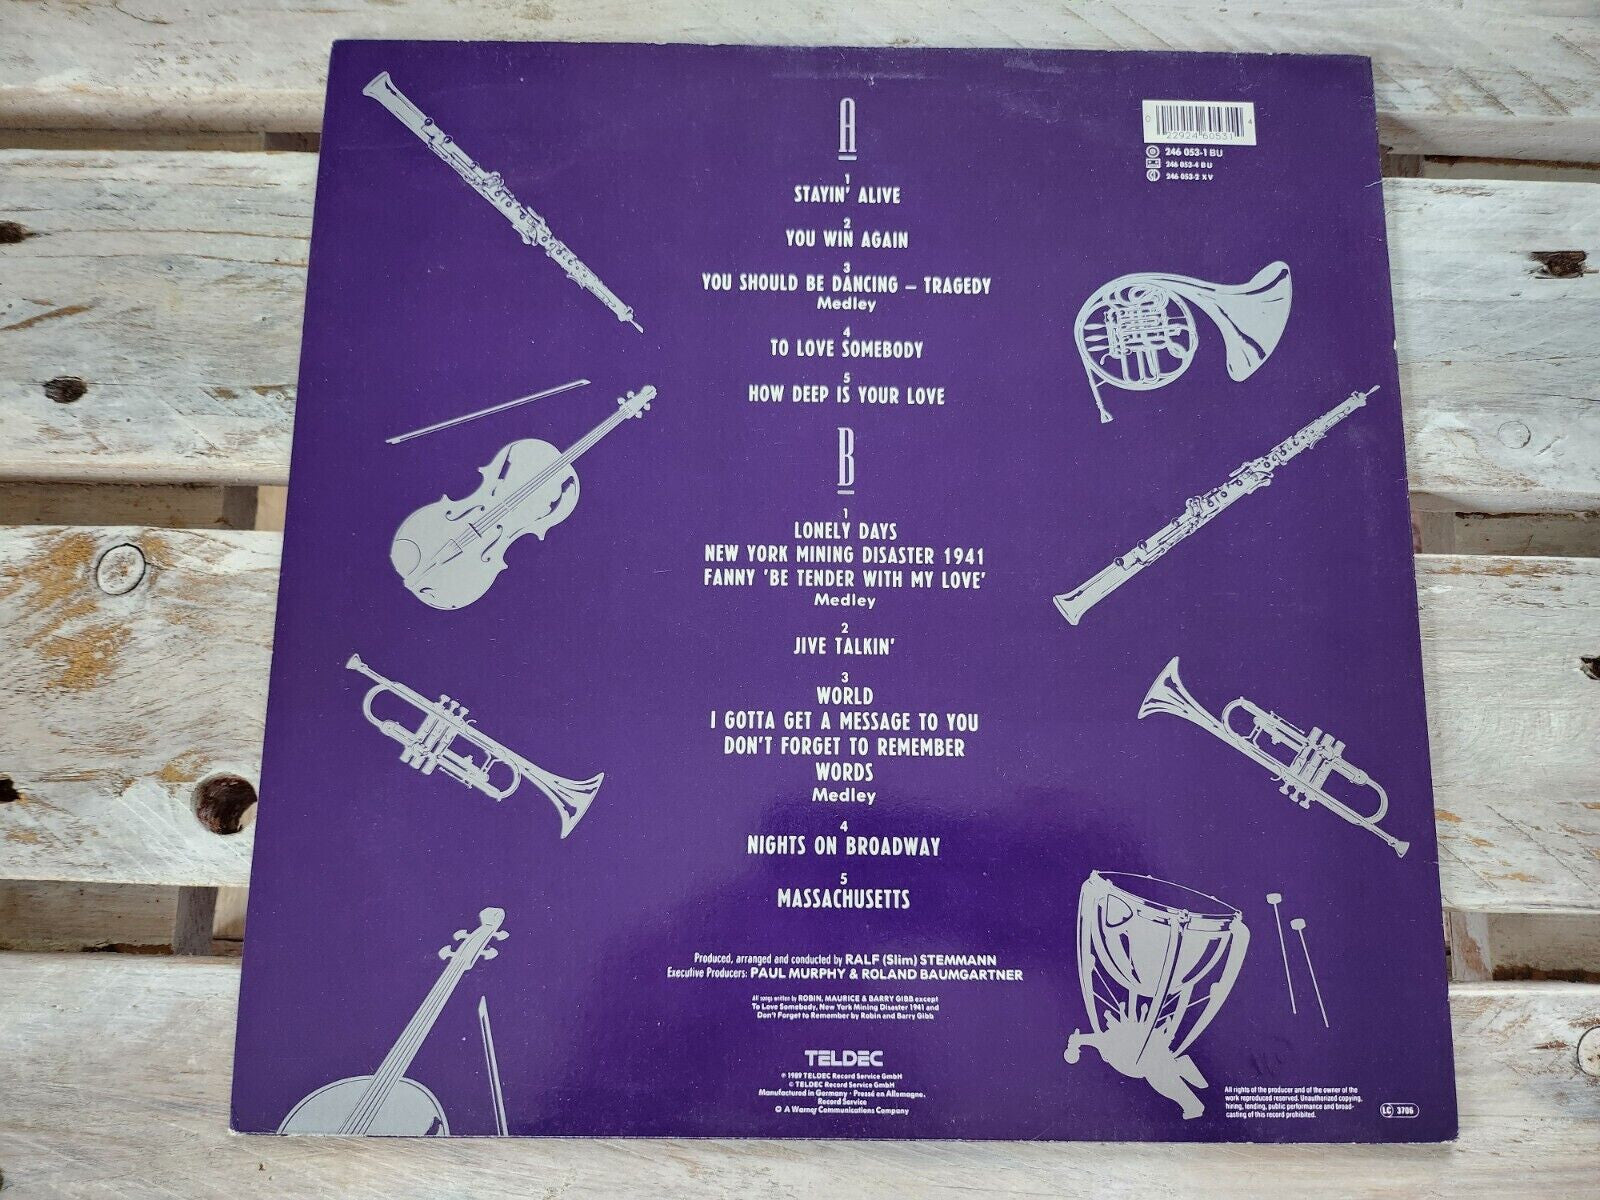 A
1
STAYIN' ALIVE
2
YOU WIN AGAIN
3
YOU SHOULD BE DANCING – TRAGEDY
Medley
4
TO LOVE SOMEBODY
5
HOW DEEP IS YOUR LOVE
B
1
LONELY DAYS
NEW YORK MINING DISASTER 1941
FANNY 'BE TENDER WITH MY LOVE'
Medley
2
JIVE TALKIN'
3
WORLD
I GOTTA GET A MESSAGE TO YOU
DON'T FORGET TO REMEMBER
WORDS
Medley
4
NIGHTS ON BROADWAY
5
MASSACHUSETTS
Produced, arranged and conducted by RALF (Slim) STEMMANN
Executive Producers: PAUL MURPHY & ROLAND BAUMGARTNER
All songs written by ROBIN, MAURICE & BARRY GIBB except
To Love Somebody, New York Mining Disaster 1941 and
Don't Forget to Remember by Robin and Barry Gibb
TELDEC
℗ 1989 TELDEC Record Service GmbH
© TELDEC Record Service GmbH
Manufactured in Germany · Pressé en Allemagne.
Record Service
A Warner Communications Company
0 22924 60531 4
246 053-1 BU
246 053-4 BU
CD 246 053-2 XV
All rights of the producer and of the owner of the
work reproduced reserved. Unauthorized copying,
hiring, lending, public performance and broad-
casting of this record prohibited.
LC 3706